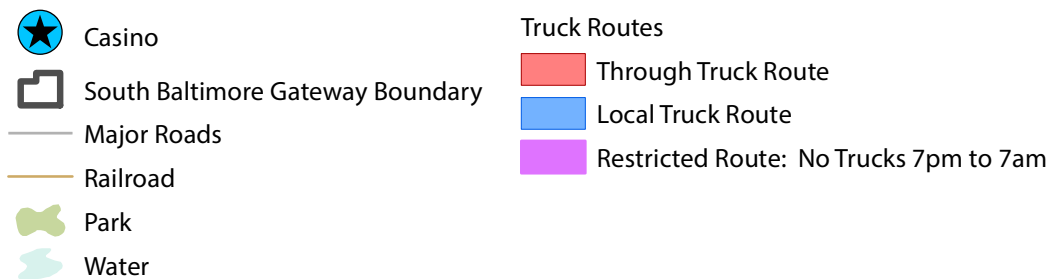 Casino
South Baltimore Gateway Boundary
Major Roads
Railroad
Park
Water
Truck Routes
Through Truck Route
Local Truck Route
Restricted Route: No Trucks 7pm to 7am